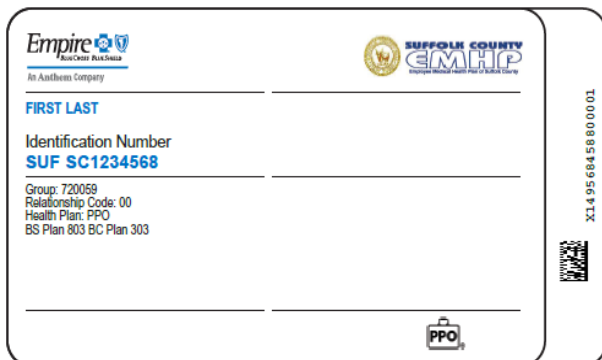 Empire
BLUECROSS BLUESHIELD
An Anthem Company
SUFFOLK COUNTY
EMHP
Employee Medical Health Plan of Suffolk County
FIRST LAST
Identification Number
SUF SC1234568
Group: 720059
Relationship Code: 00
Health Plan: PPO
BS Plan 803 BC Plan 303
PPO
X149568458800001